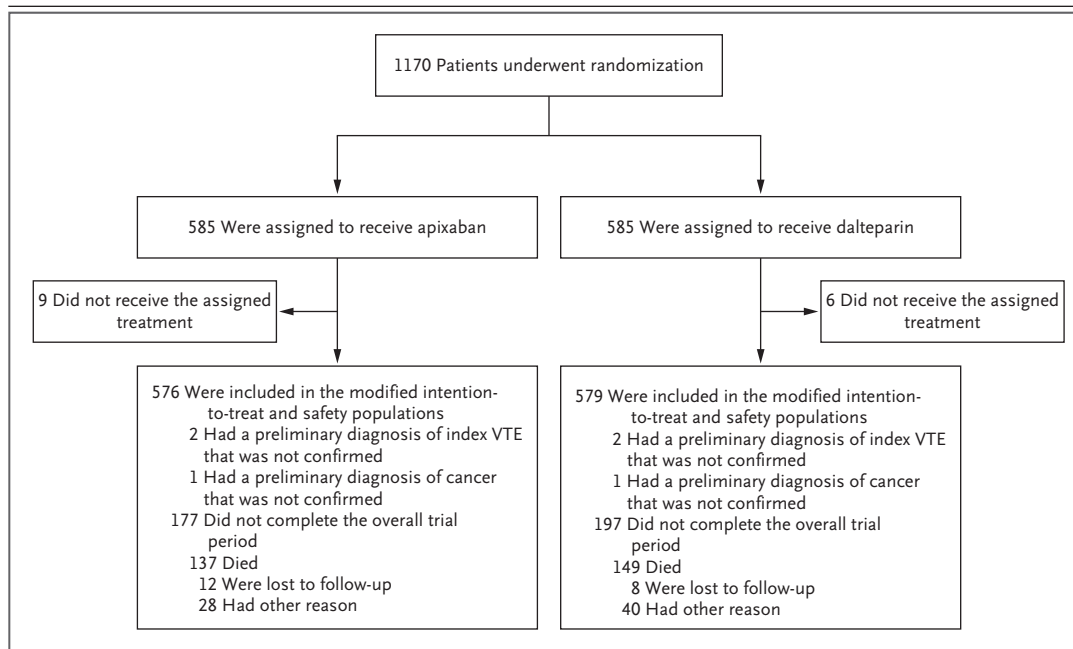 1170 Patients underwent randomization
585 Were assigned to receive apixaban
585 Were assigned to receive dalteparin
9 Did not receive the assigned
treatment
6 Did not receive the assigned
treatment
576 Were included in the modified intention-
to-treat and safety populations
2 Had a preliminary diagnosis of index VTE
that was not confirmed
1 Had a preliminary diagnosis of cancer
that was not confirmed
177 Did not complete the overall trial
period
137 Died
12 Were lost to follow-up
28 Had other reason
579 Were included in the modified intention-
to-treat and safety populations
2 Had a preliminary diagnosis of index VTE
that was not confirmed
1 Had a preliminary diagnosis of cancer
that was not confirmed
197 Did not complete the overall trial
period
149 Died
8 Were lost to follow-up
40 Had other reason